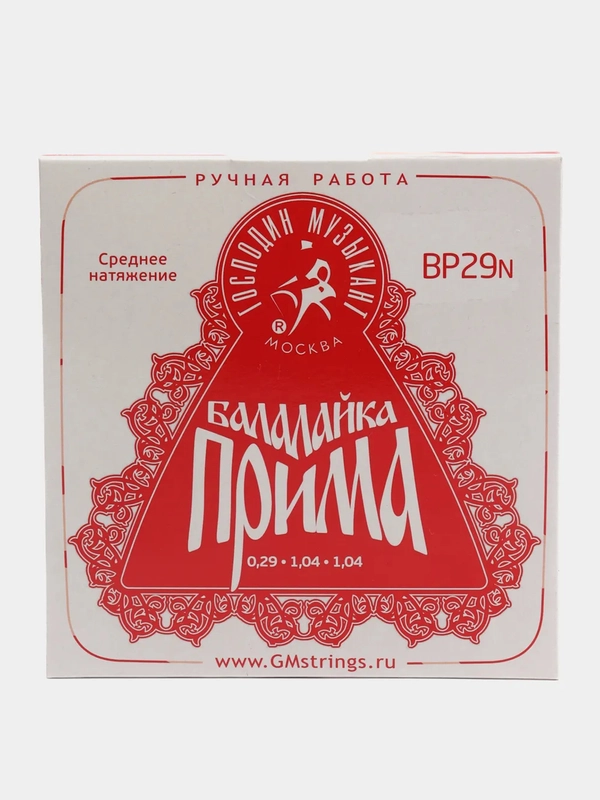 РУЧНАЯ РАБОТА
Среднее
натяжение
BP29N
ГОСПОДИН МУЗЫКАНТ
®
МОСКВА
БАЛАЛАЙКА
ПРИМА
0,29 • 1,04 • 1,04
www.GMstrings.ru